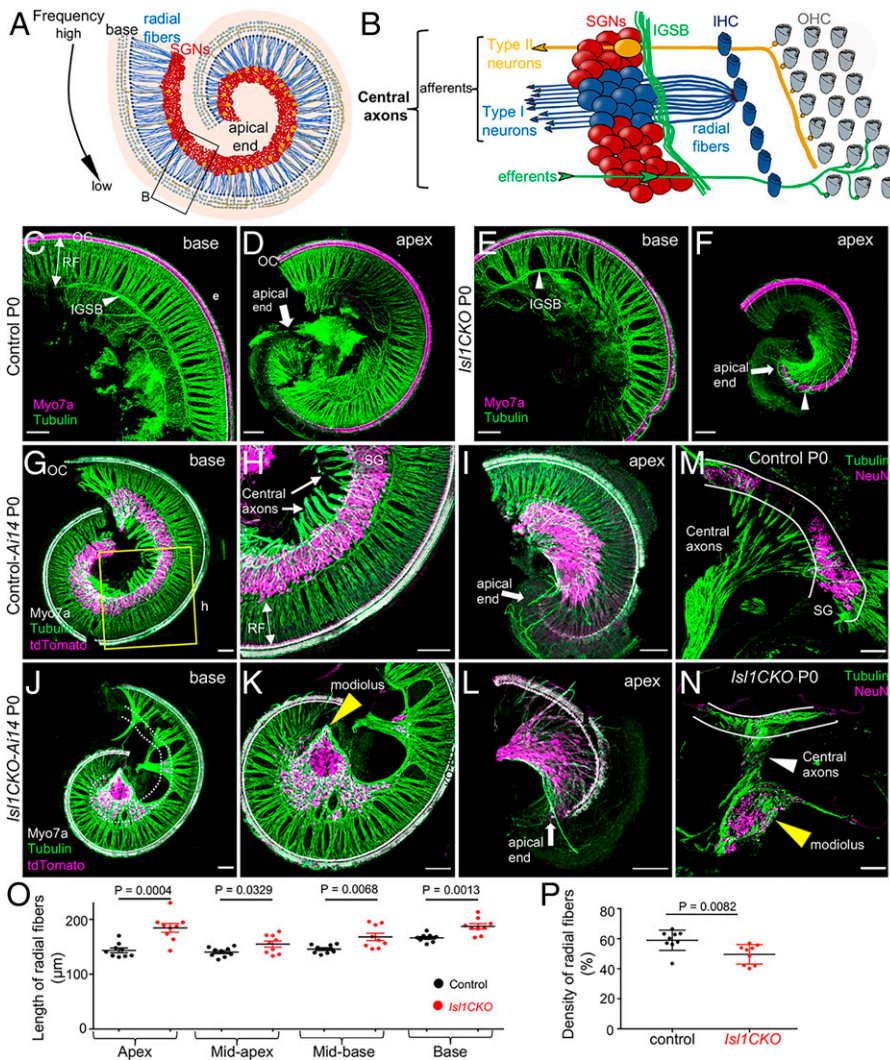 A
Frequency
high
low
base
radial
fibers
SGNs
apical
end
B
B
Central
axons
afferents
Type II
neurons
Type I
neurons
efferents
SGNs
IGSB
IHC
OHC
radial
fibers
Control P0
C
OC
RF
base
e
IGSB
Myo7a
Tubulin
D
apex
OC
apical
end
Isl1CKO P0
E
base
IGSB
Myo7a
Tubulin
F
apex
apical
end
Control-Ai14 P0
G
OC
base
h
Myo7a
Tubulin
tdTomato
H
SG
Central
axons
RF
I
apex
apical
end
M
Control P0
Tubulin
NeuN
Central
axons
SG
Isl1CKO-Ai14 P0
J
base
Myo7a
Tubulin
tdTomato
K
modiolus
L
apex
apical
end
N
Isl1CKO P0
Tubulin
NeuN
Central
axons
modiolus
O
P = 0.0004
P = 0.0329
P = 0.0068
P = 0.0013
Length of radial fibers
(µm)
200
100
0
Control
Isl1CKO
Apex
Mid-apex
Mid-base
Base
P
P = 0.0082
Density of radial fibers
(%)
80
60
40
20
0
control
Isl1CKO